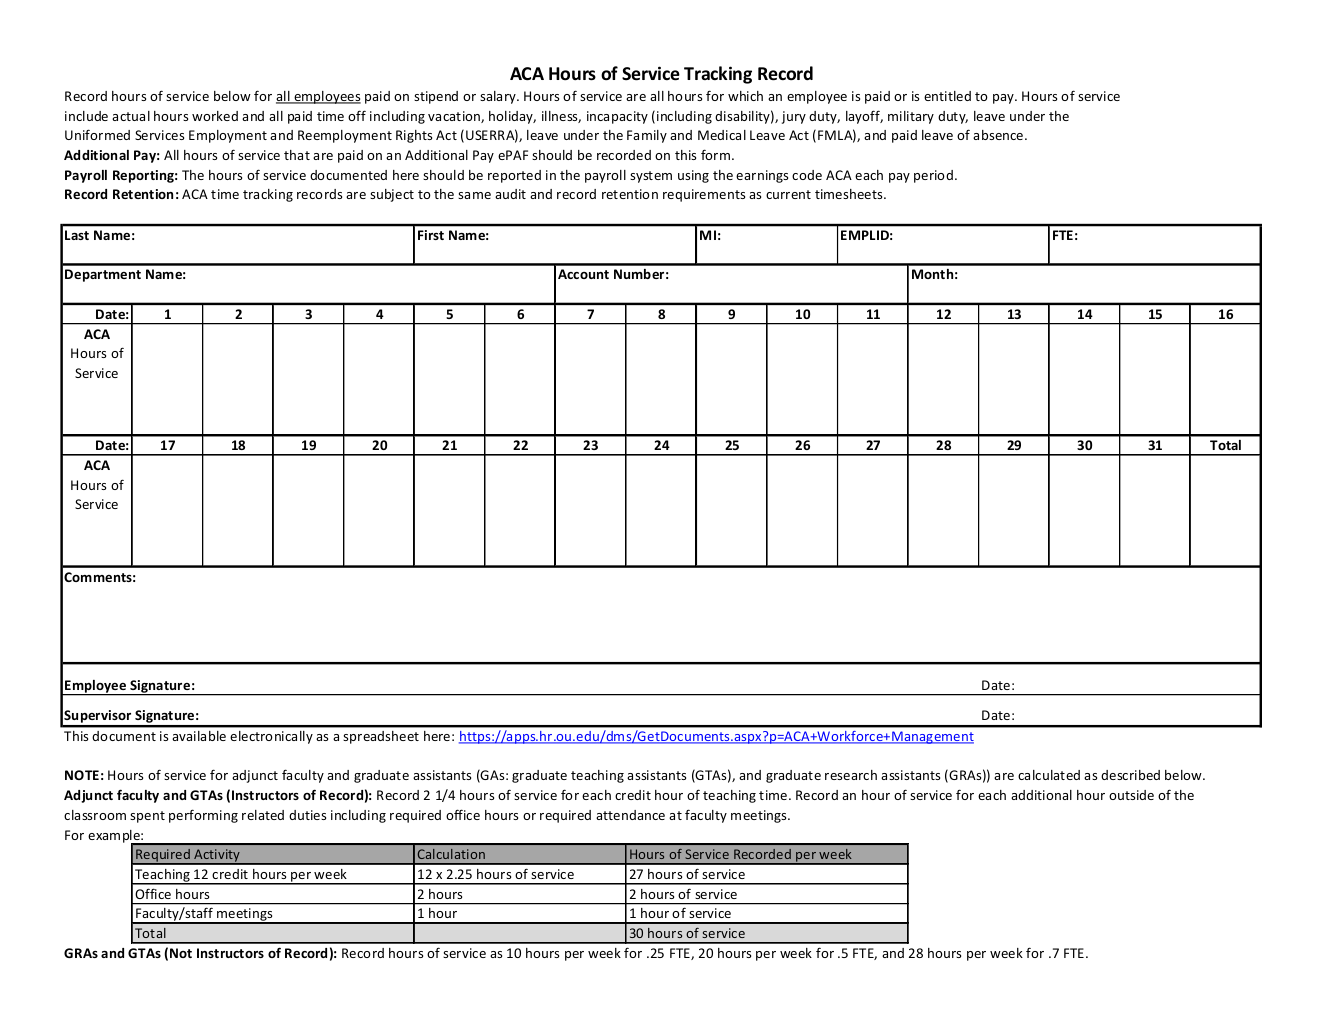 ACA Hours of Service Tracking Record
Record hours of service below for all employees paid on stipend or salary. Hours of service are all hours for which an employee is paid or is entitled to pay. Hours of service
include actual hours worked and all paid time off including vacation, holiday, illness, incapacity (including disability), jury duty, layoff, military duty, leave under the
Uniformed Services Employment and Reemployment Rights Act (USERRA), leave under the Family and Medical Leave Act (FMLA), and paid leave of absence.
Additional Pay: All hours of service that are paid on an Additional Pay ePAF should be recorded on this form.
Payroll Reporting: The hours of service documented here should be reported in the payroll system using the earnings code ACA each pay period.
Record Retention: ACA time tracking records are subject to the same audit and record retention requirements as current timesheets.
Last Name: First Name: MI: EMPLID: FTE:
Department Name: Account Number: Month:
Date: 1 2 3 4 5 6 7 8 9 10 11 12 13 14 15 16
ACA
Hours of
Service
Date: 17 18 19 20 21 22 23 24 25 26 27 28 29 30 31 Total
ACA
Hours of
Service
Comments:
Employee Signature: Date:
Supervisor Signature: Date:
This document is available electronically as a spreadsheet here: https://apps.hr.ou.edu/dms/GetDocuments.aspx?p=ACA+Workforce+Management
NOTE: Hours of service for adjunct faculty and graduate assistants (GAs: graduate teaching assistants (GTAs), and graduate research assistants (GRAs)) are calculated as described below.
Adjunct faculty and GTAs (Instructors of Record): Record 2 1/4 hours of service for each credit hour of teaching time. Record an hour of service for each additional hour outside of the
classroom spent performing related duties including required office hours or required attendance at faculty meetings.
For example:
Required Activity Calculation Hours of Service Recorded per week
Teaching 12 credit hours per week 12 x 2.25 hours of service 27 hours of service
Office hours 2 hours 2 hours of service
Faculty/staff meetings 1 hour 1 hour of service
Total 30 hours of service
GRAs and GTAs (Not Instructors of Record): Record hours of service as 10 hours per week for .25 FTE, 20 hours per week for .5 FTE, and 28 hours per week for .7 FTE.